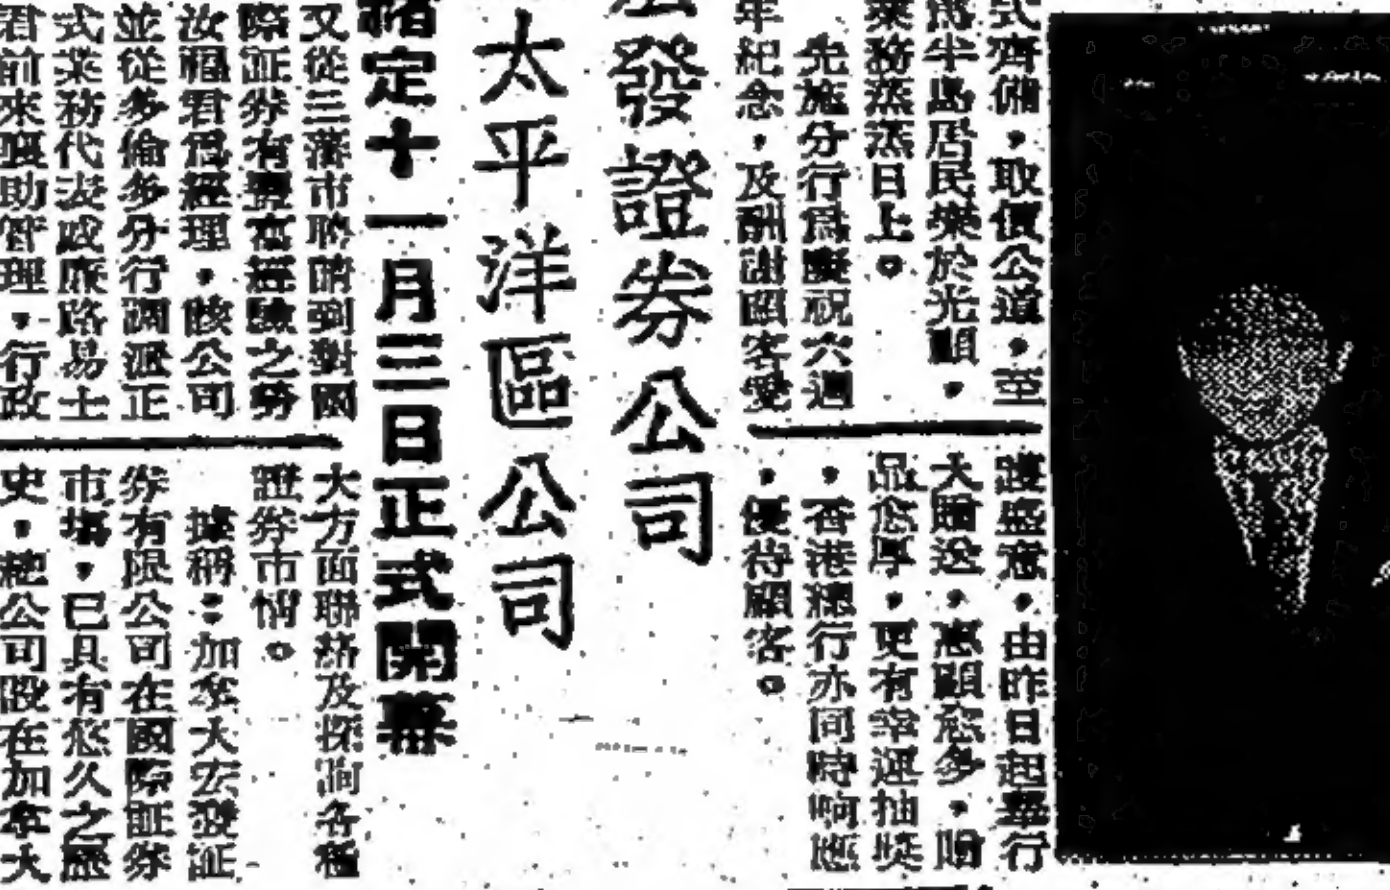 式齊備，取價公道，至
爲半島居民樂於光顧，
業務蒸蒸日上。
先施分行爲慶祝六週
年紀念，及酬謝顧客愛
護盛意，由昨日起舉行
大贈送，惠顧愈多，贈
品愈厚，更有幸運抽獎
，香港總行亦同時响應
，優待顧客。
發證券公司
太平洋區公司
定十一月三日正式開幕
又從三藩市聘請到對國
際証券有豐富經驗之勞
汝福君爲經理，該公司
並從多倫多分行調派正
式業務代表威廉路易士
君前來襄助管理，行政
大方面聯絡及探詢各種
證券市情。
據稱：加拿大宏發証
券有限公司在國際証券
市場，已具有悠久之歷
史，總公司設在加拿大